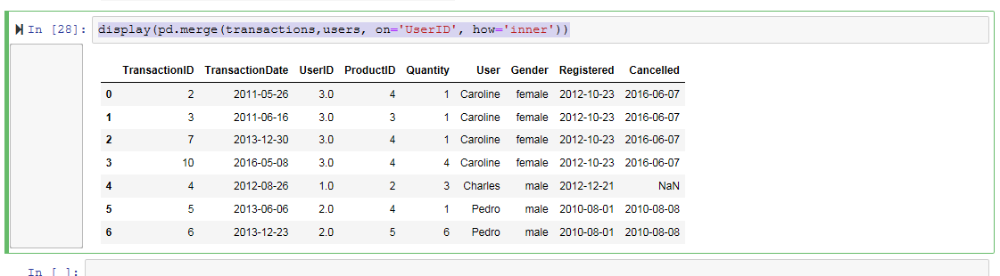 In [28]: display(pd.merge(transactions,users, on='UserID', how='inner'))
TransactionID TransactionDate UserID ProductID Quantity User Gender Registered Cancelled
0 2 2011-05-26 3.0 4 1 Caroline female 2012-10-23 2016-06-07
1 3 2011-06-16 3.0 3 1 Caroline female 2012-10-23 2016-06-07
2 7 2013-12-30 3.0 4 1 Caroline female 2012-10-23 2016-06-07
3 10 2016-05-08 3.0 4 4 Caroline female 2012-10-23 2016-06-07
4 4 2012-08-26 1.0 2 3 Charles male 2012-12-21 NaN
5 5 2013-06-06 2.0 4 1 Pedro male 2010-08-01 2010-08-08
6 6 2013-12-23 2.0 5 6 Pedro male 2010-08-01 2010-08-08
In [ ]: